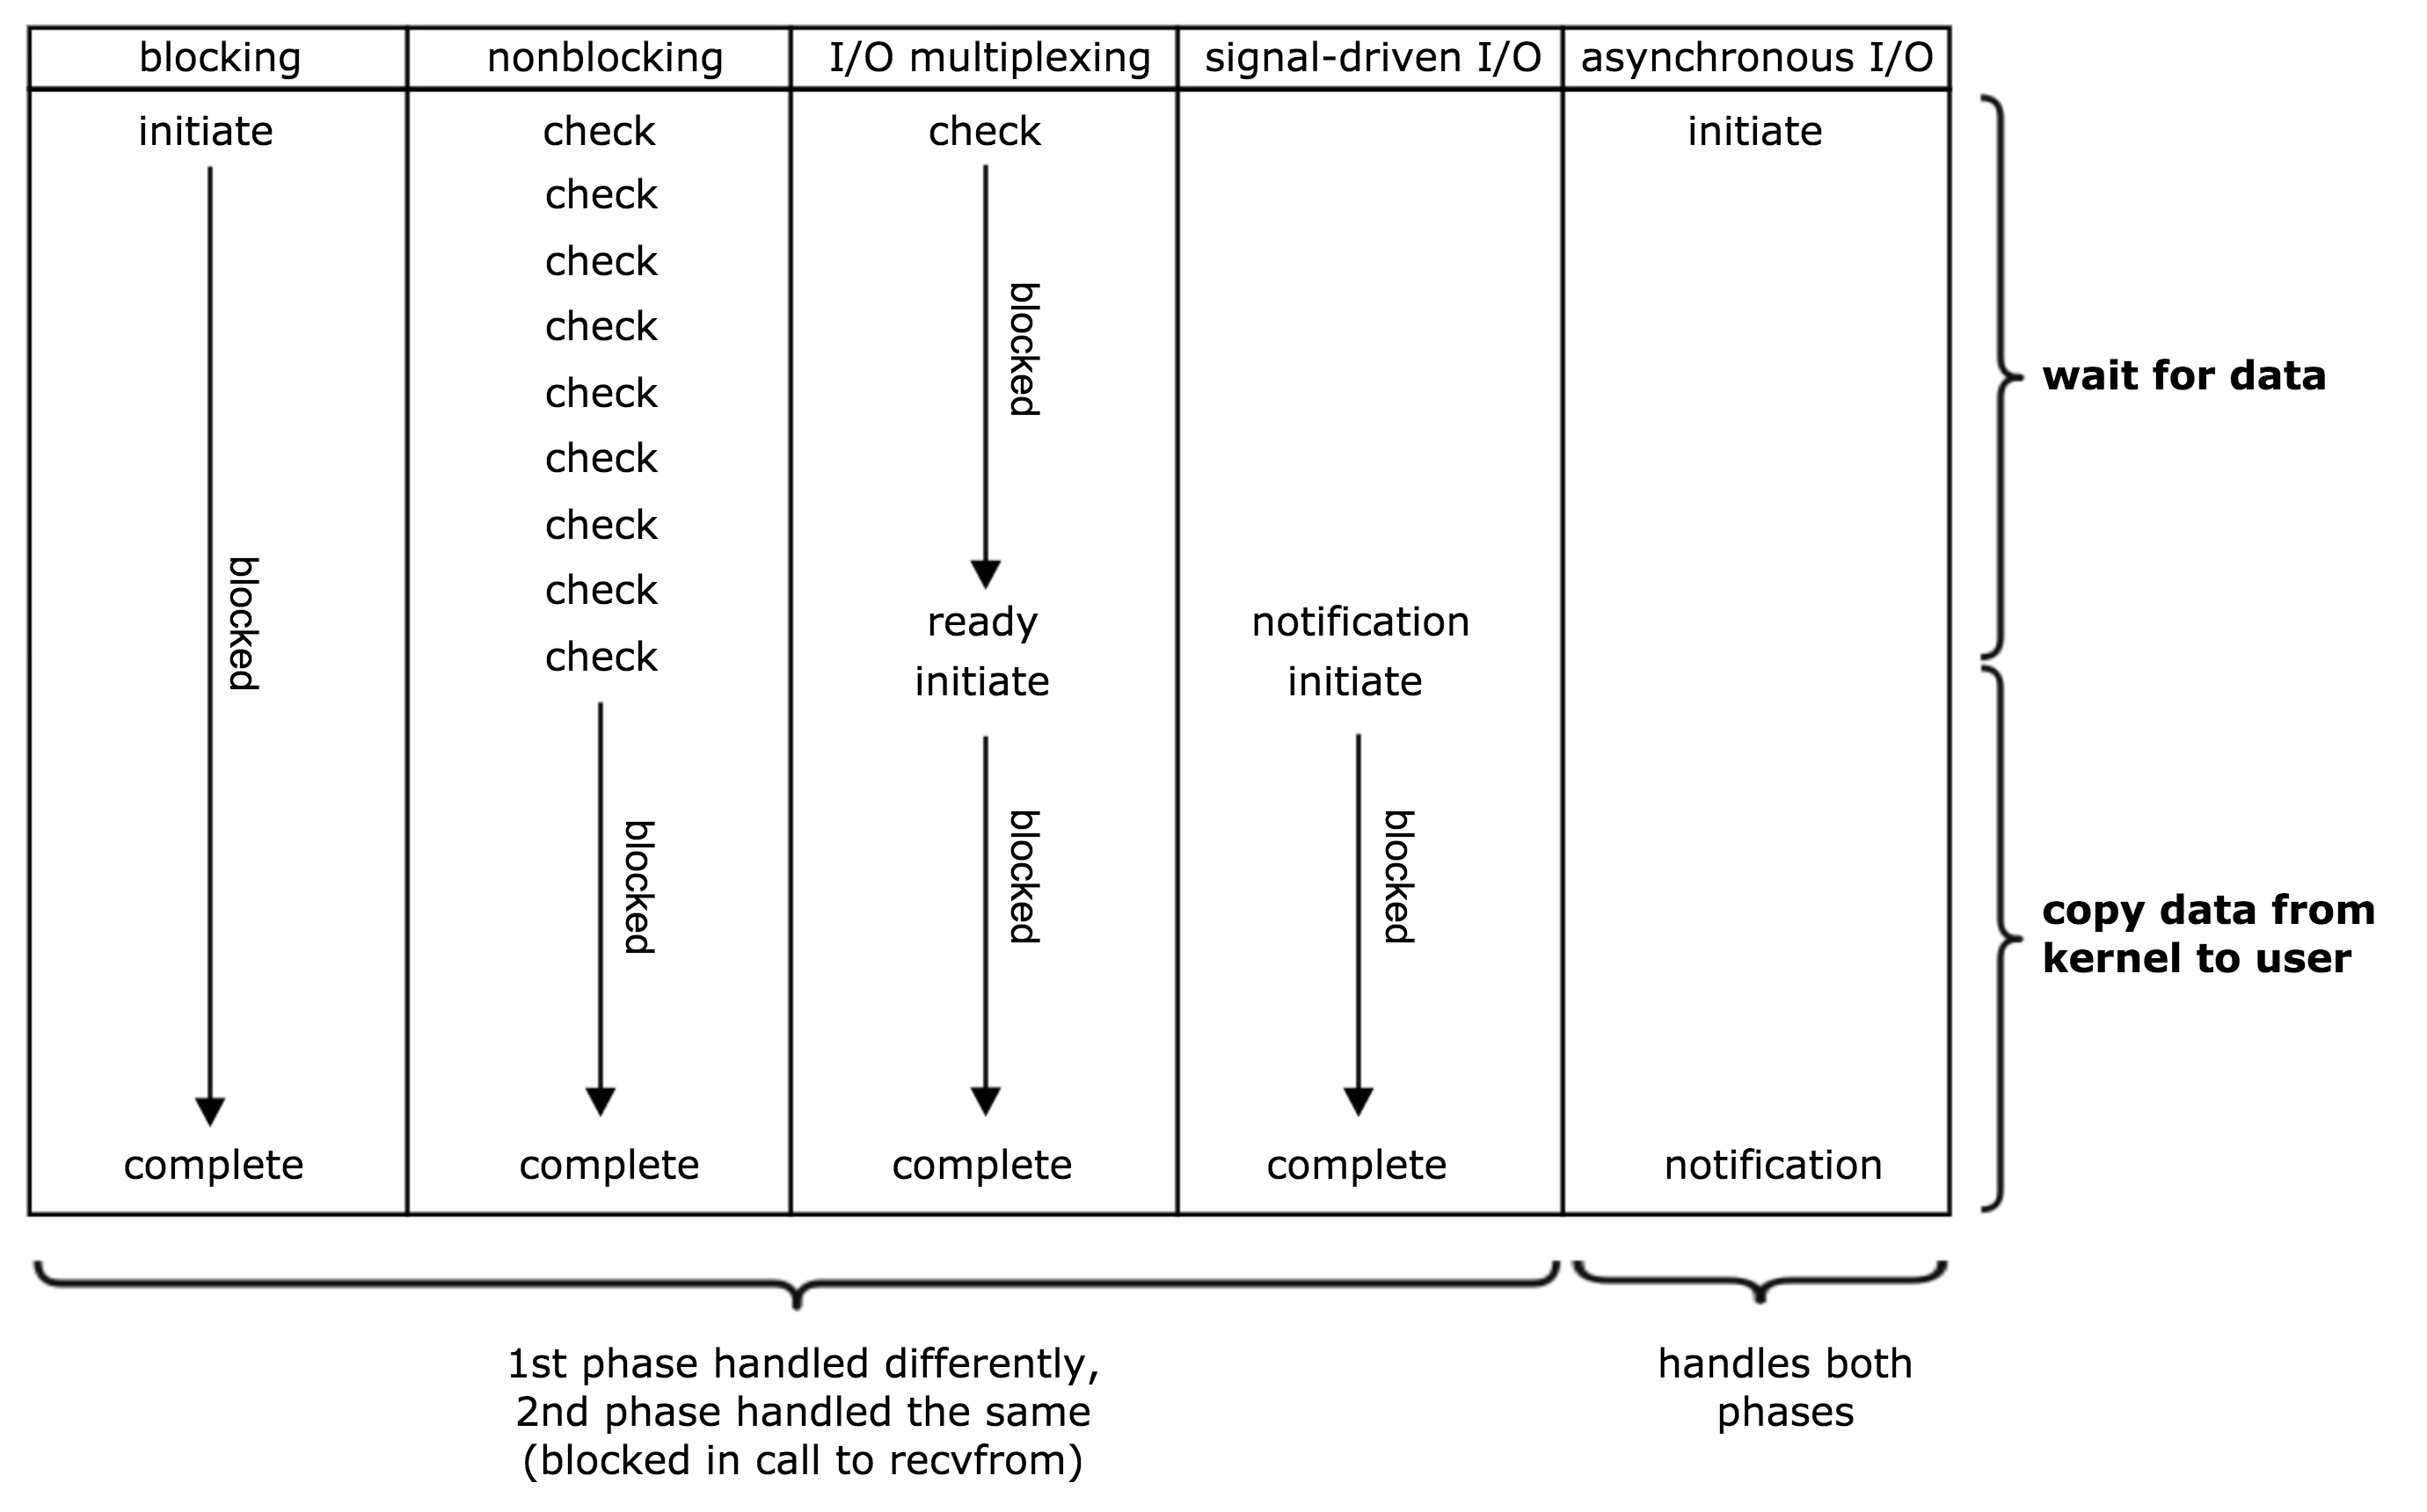 blocking
nonblocking
I/O multiplexing
signal-driven I/O
asynchronous I/O
initiate
blocked
complete
check
check
check
check
check
check
check
check
check
blocked
complete
check
blocked
ready
initiate
blocked
complete
notification
initiate
blocked
complete
initiate
notification
wait for data
copy data from
kernel to user
1st phase handled differently,
2nd phase handled the same
(blocked in call to recvfrom)
handles both
phases